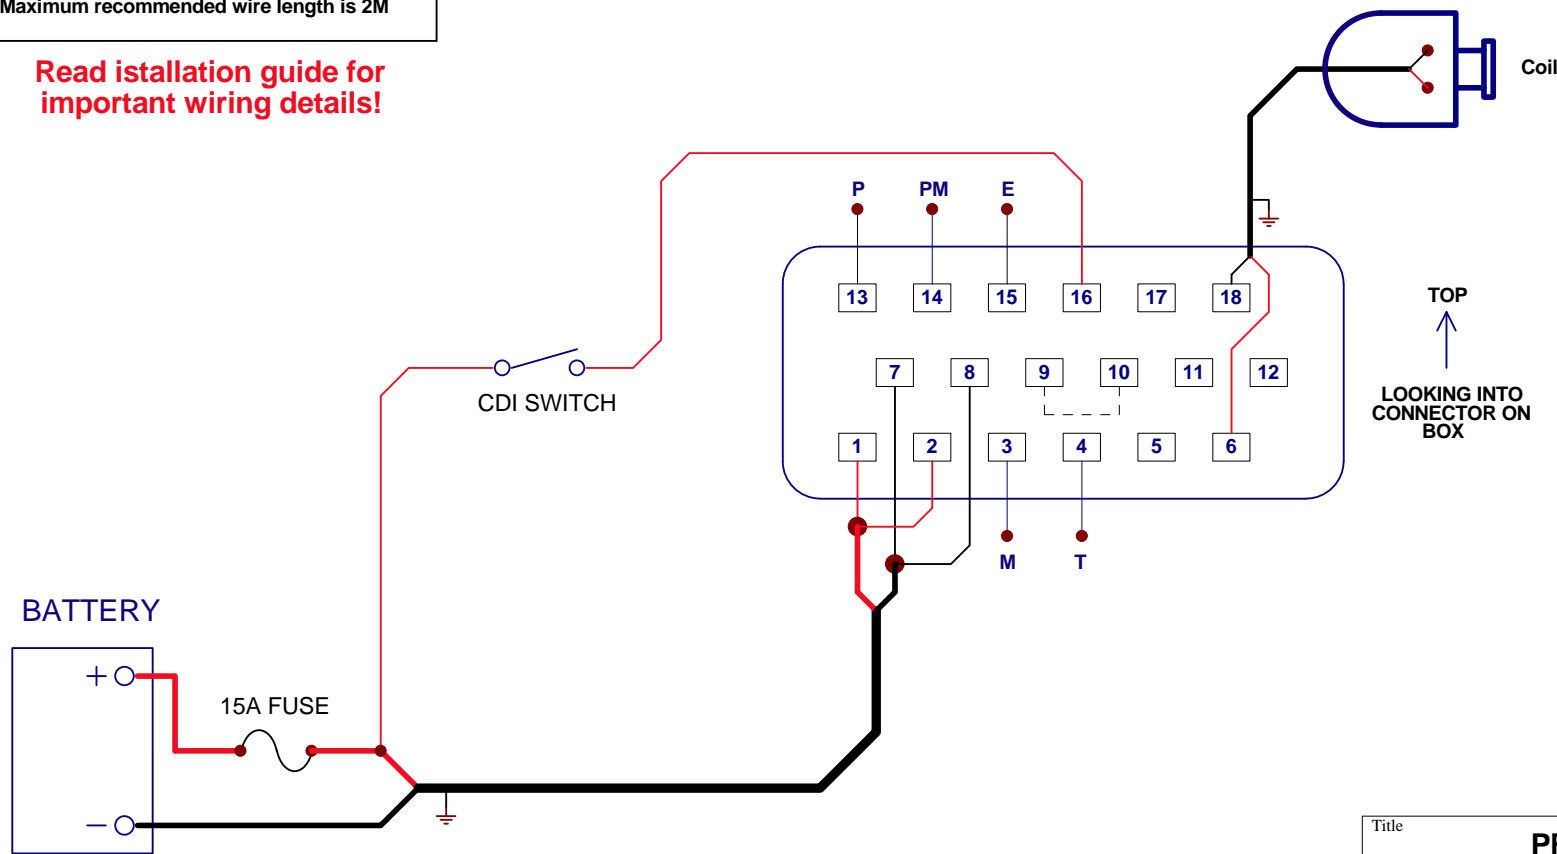 Maximum recommended wire length is 2M
Read istallation guide for
important wiring details!
Coil
P PM E
13 14 15 16 17 18
TOP
7 8 9 10 11 12
CDI SWITCH
LOOKING INTO
CONNECTOR ON
BOX
1 2 3 4 5 6
M T
BATTERY
+
15A FUSE
−
Title